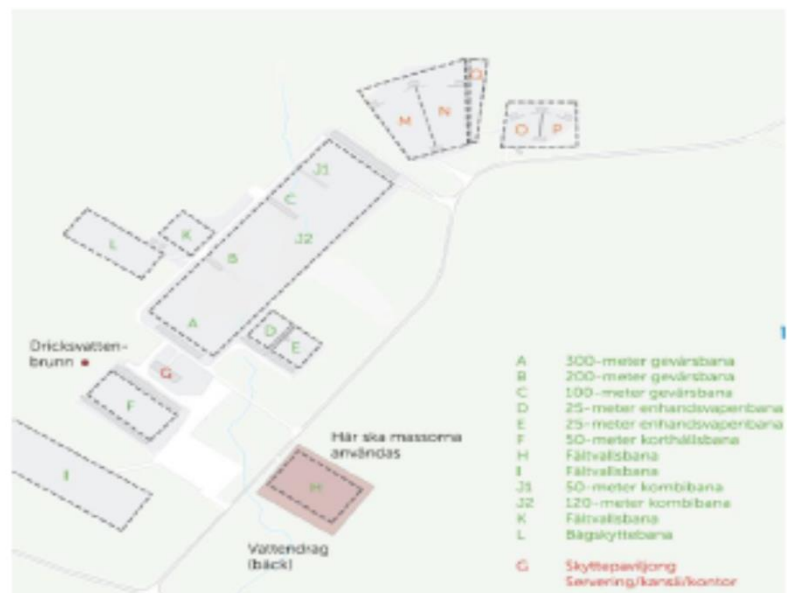 Q
M
N
O
P
J1
C
J2
K
L
B
A
D
E
Dricksvatten-
brunn
G
F
I
Här ska massorna
användas
H
Vattendrag
(bäck)
A 300-meter gevärsbana
B 200-meter gevärsbana
C 100-meter gevärsbana
D 25-meter enhandsvapenbana
E 25-meter enhandsvapenbana
F 50-meter korthållsbana
H Fältvallsbana
I Fältvallsbana
J1 50-meter kombibana
J2 120-meter kombibana
K Fältvallsbana
L Bågskyttebana
G Skyttepaviljong
Servering/kansli/kontor